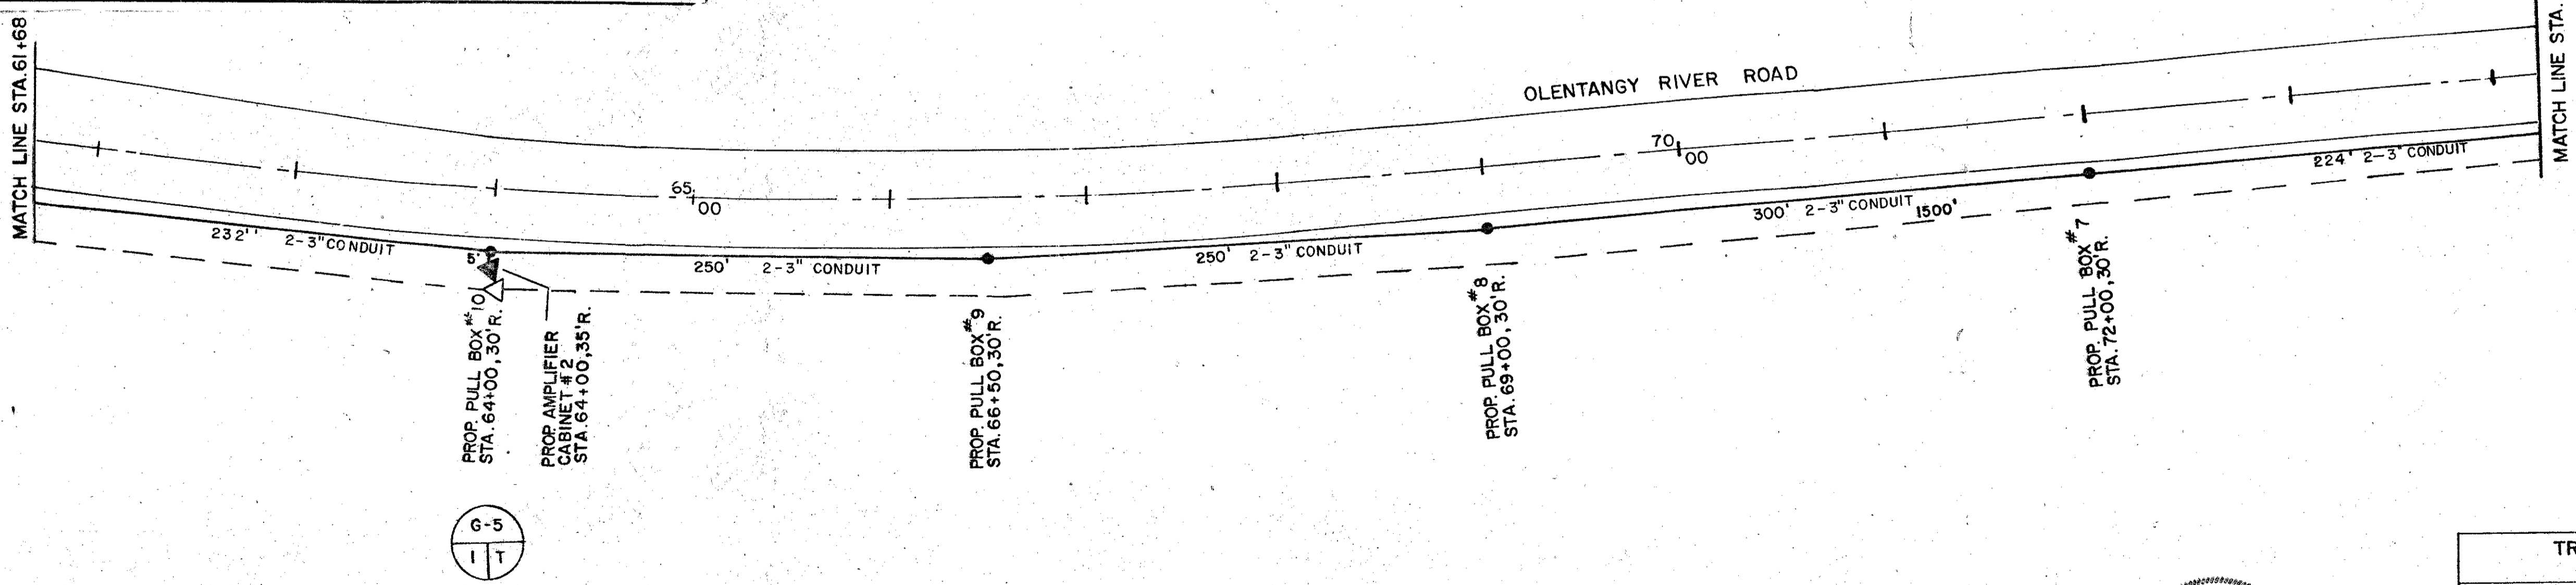 MATCH LINE STA. 61+68
OLENTANGY RIVER ROAD
MATCH LINE STA.
65
00
70
00
232'' 2-3" CONDUIT
5'
250' 2-3" CONDUIT
250' 2-3" CONDUIT
300' 2-3" CONDUIT
1500'
224' 2-3" CONDUIT
PROP. PULL BOX #10
STA. 64+00, 30'R.
PROP. AMPLIFIER
CABINET #2
STA. 64+00, 35'R.
PROP. PULL BOX #9
STA. 66+50, 30'R.
PROP. PULL BOX #8
STA. 69+00, 30'R.
PROP. PULL BOX #7
STA. 72+00, 30'R.
G-5
I T
TR